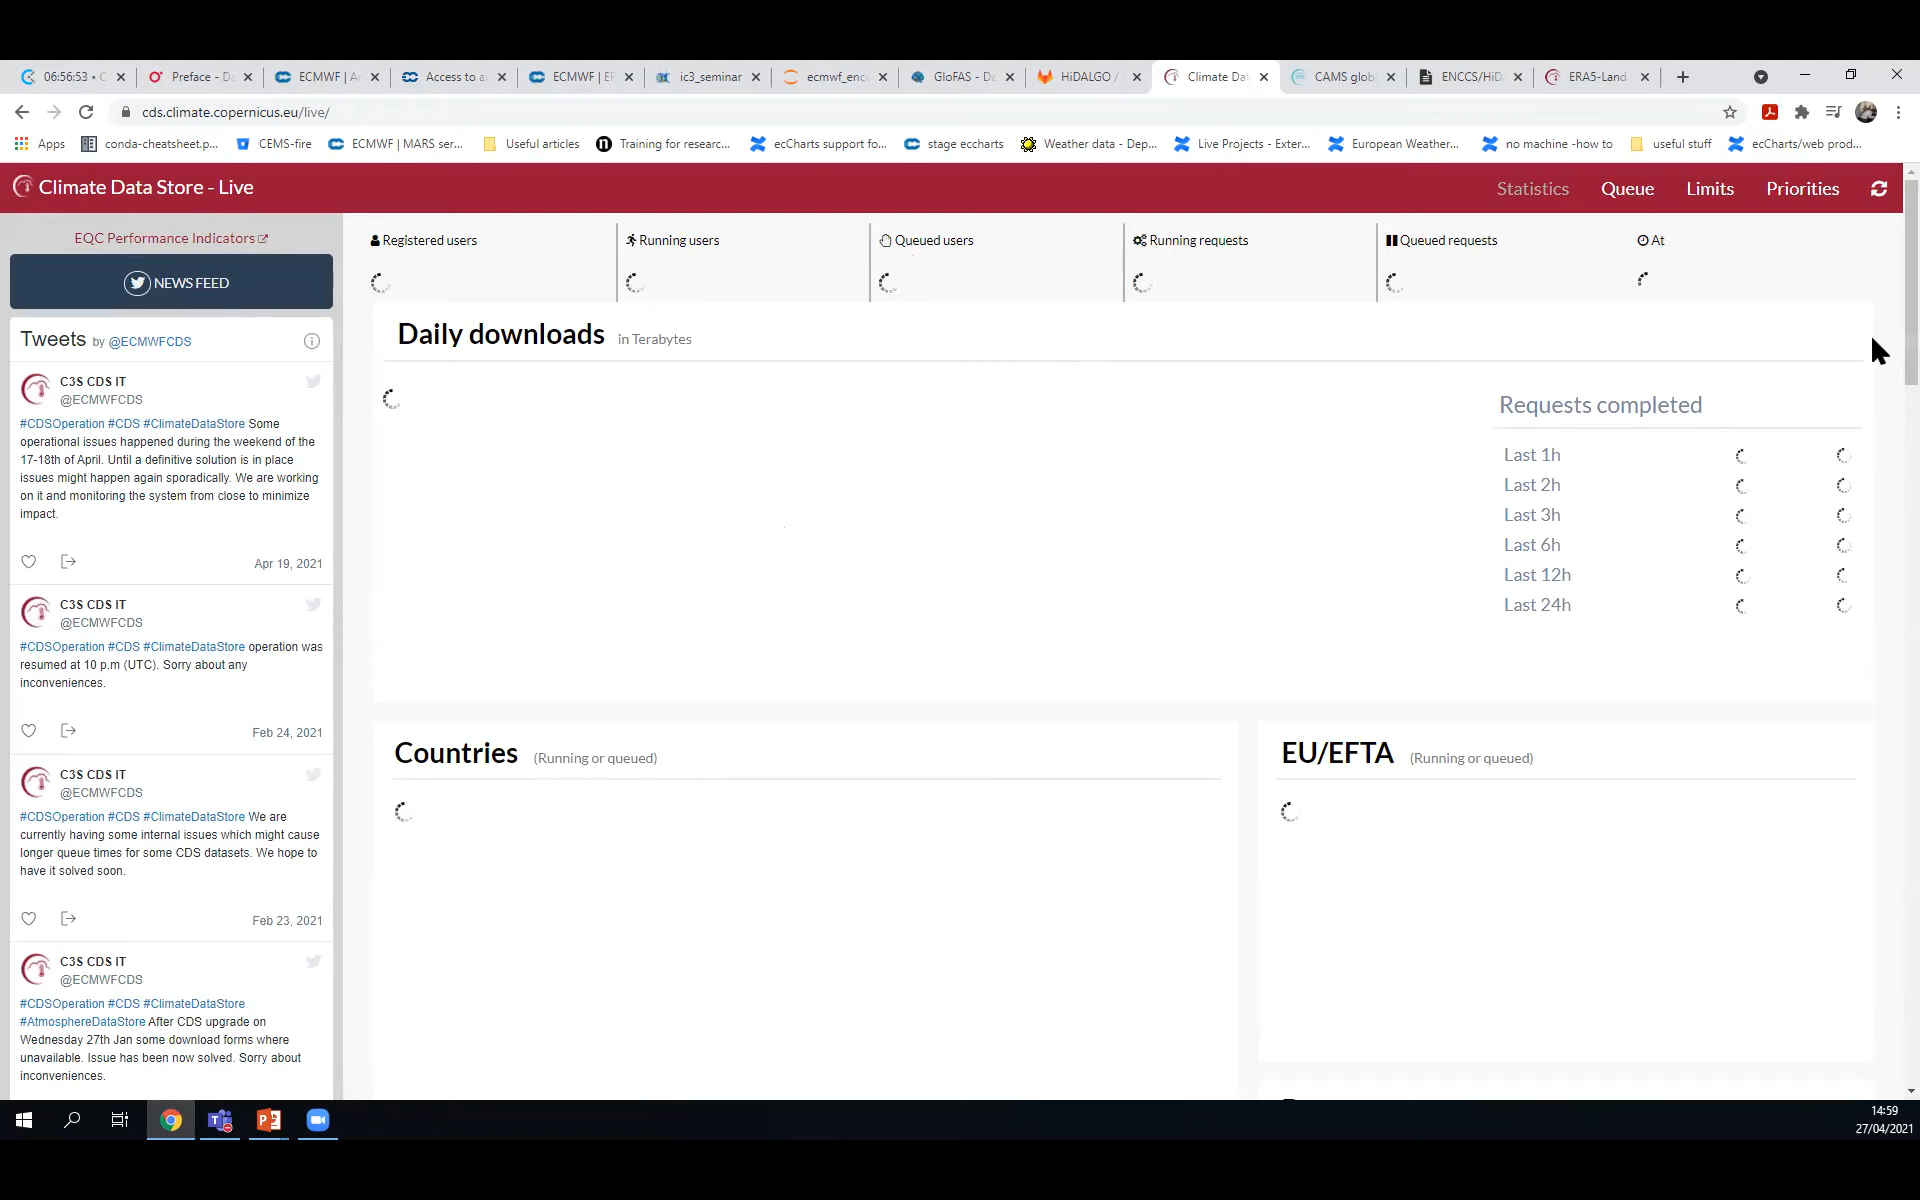 06:56:53 • C
Preface - Da
ECMWF | Ar
Access to a
ECMWF | EF
ic3_seminar
ecmwf_enc
GloFAS - Da
HiDALGO /
Climate Dat
CAMS glob
ENCCS/HiD
ERA5-Land
cds.climate.copernicus.eu/live/
Apps
conda-cheatsheet.p...
CEMS-fire
ECMWF | MARS ser...
Useful articles
Training for researc...
ecCharts support fo...
stage eccharts
Weather data - Dep...
Live Projects - Exter...
European Weather...
no machine -how to
useful stuff
ecCharts/web prod...
Climate Data Store - Live
Statistics
Queue
Limits
Priorities
EQC Performance Indicators
NEWS FEED
Tweets by @ECMWFCDS
C3S CDS IT
@ECMWFCDS
#CDSOperation #CDS #ClimateDataStore Some
operational issues happened during the weekend of the
17-18th of April. Until a definitive solution is in place
issues might happen again sporadically. We are working
on it and monitoring the system from close to minimize
impact.
Apr 19, 2021
C3S CDS IT
@ECMWFCDS
#CDSOperation #CDS #ClimateDataStore operation was
resumed at 10 p.m (UTC). Sorry about any
inconveniences.
Feb 24, 2021
C3S CDS IT
@ECMWFCDS
#CDSOperation #CDS #ClimateDataStore We are
currently having some internal issues which might cause
longer queue times for some CDS datasets. We hope to
have it solved soon.
Feb 23, 2021
C3S CDS IT
@ECMWFCDS
#CDSOperation #CDS #ClimateDataStore
#AtmosphereDataStore After CDS upgrade on
Wednesday 27th Jan some download forms where
unavailable. Issue has been now solved. Sorry about
inconveniences.
Registered users
Running users
Queued users
Running requests
Queued requests
At
Daily downloads in Terabytes
Requests completed
Last 1h
Last 2h
Last 3h
Last 6h
Last 12h
Last 24h
Countries (Running or queued)
EU/EFTA (Running or queued)
14:59
27/04/2021